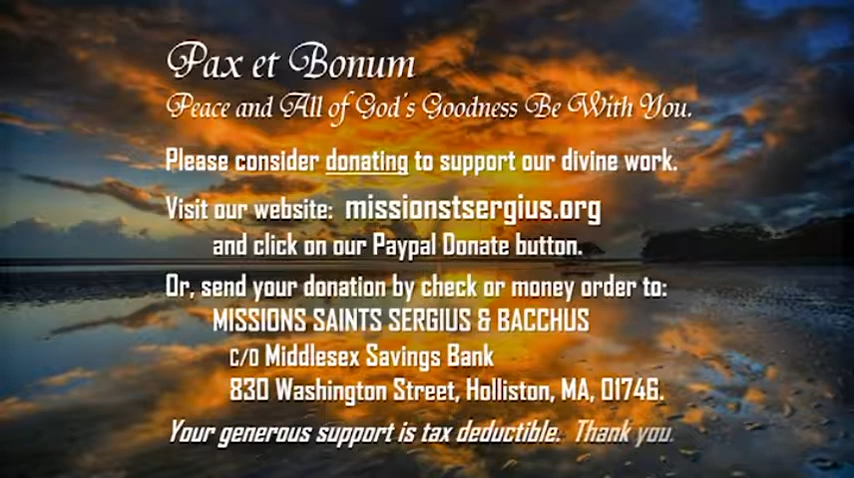 Pax et Bonum
Peace and All of God's Goodness Be With You.
Please consider donating to support our divine work.
Visit our website: missionstsergius.org
and click on our Paypal Donate button.
Or, send your donation by check or money order to:
MISSIONS SAINTS SERGIUS & BACCHUS
C/O Middlesex Savings Bank
830 Washington Street, Holliston, MA, 01746.
Your generous support is tax deductible. Thank you.